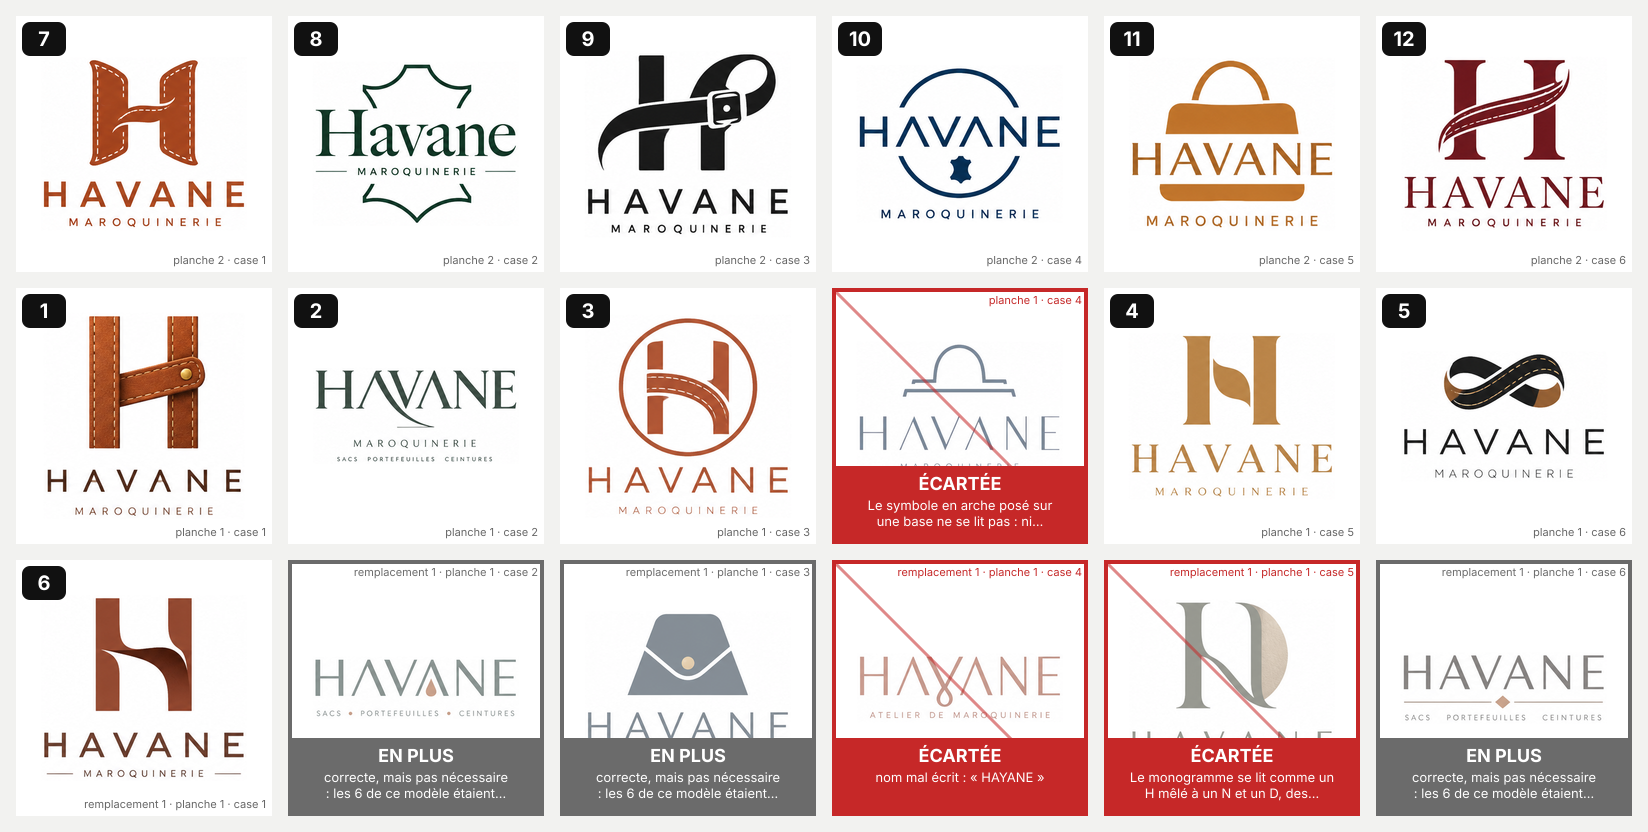 7
HAVANE
MAROQUINERIE
planche 2 · case 1
8
Havane
MAROQUINERIE
planche 2 · case 2
9
H
HAVANE
MAROQUINERIE
planche 2 · case 3
10
HAVANE
MAROQUINERIE
planche 2 · case 4
11
HAVANE
MAROQUINERIE
planche 2 · case 5
12
H
HAVANE
MAROQUINERIE
planche 2 · case 6
1
H
HAVANE
MAROQUINERIE
planche 1 · case 1
2
HAVANE
MAROQUINERIE
SACS PORTEFEUILLES CEINTURES
planche 1 · case 2
3
H
HAVANE
MAROQUINERIE
planche 1 · case 3
planche 1 · case 4
HAVANE
ÉCARTÉE
Le symbole en arche posé sur
une base ne se lit pas : ni...
4
H
HAVANE
MAROQUINERIE
planche 1 · case 5
5
HAVANE
MAROQUINERIE
planche 1 · case 6
6
H
HAVANE
MAROQUINERIE
remplacement 1 · planche 1 · case 1
remplacement 1 · planche 1 · case 2
HAVANE
SACS • PORTEFEUILLES • CEINTURES
EN PLUS
correcte, mais pas nécessaire
: les 6 de ce modèle étaient...
remplacement 1 · planche 1 · case 3
HAVANE
EN PLUS
correcte, mais pas nécessaire
: les 6 de ce modèle étaient...
remplacement 1 · planche 1 · case 4
HAYANE
ATELIER DE MAROQUINERIE
ÉCARTÉE
nom mal écrit : « HAYANE »
remplacement 1 · planche 1 · case 5
ÉCARTÉE
Le monogramme se lit comme un
H mêlé à un N et un D, des...
remplacement 1 · planche 1 · case 6
HAVANE
SACS PORTEFEUILLES CEINTURES
EN PLUS
correcte, mais pas nécessaire
: les 6 de ce modèle étaient...